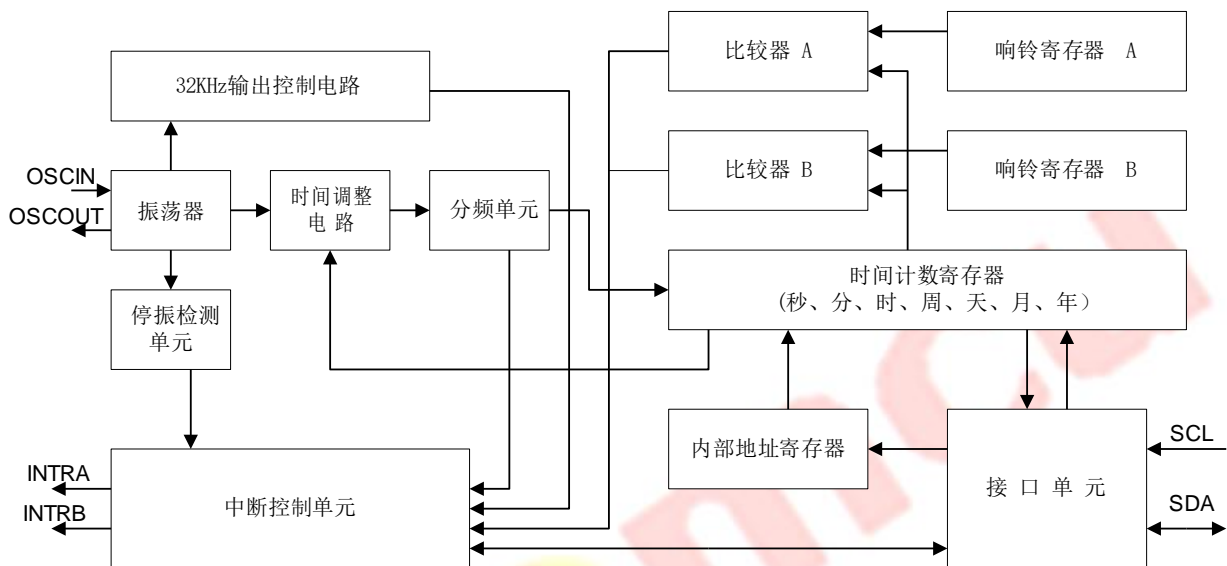 比较器 A
响铃寄存器 A
32KHz输出控制电路
比较器 B
响铃寄存器 B
OSCIN
OSCOUT
振荡器
时间调整
电 路
分频单元
时间计数寄存器
(秒、分、时、周、天、月、年)
停振检测
单元
内部地址寄存器
SCL
接 口 单 元
SDA
INTRA
INTRB
中断控制单元